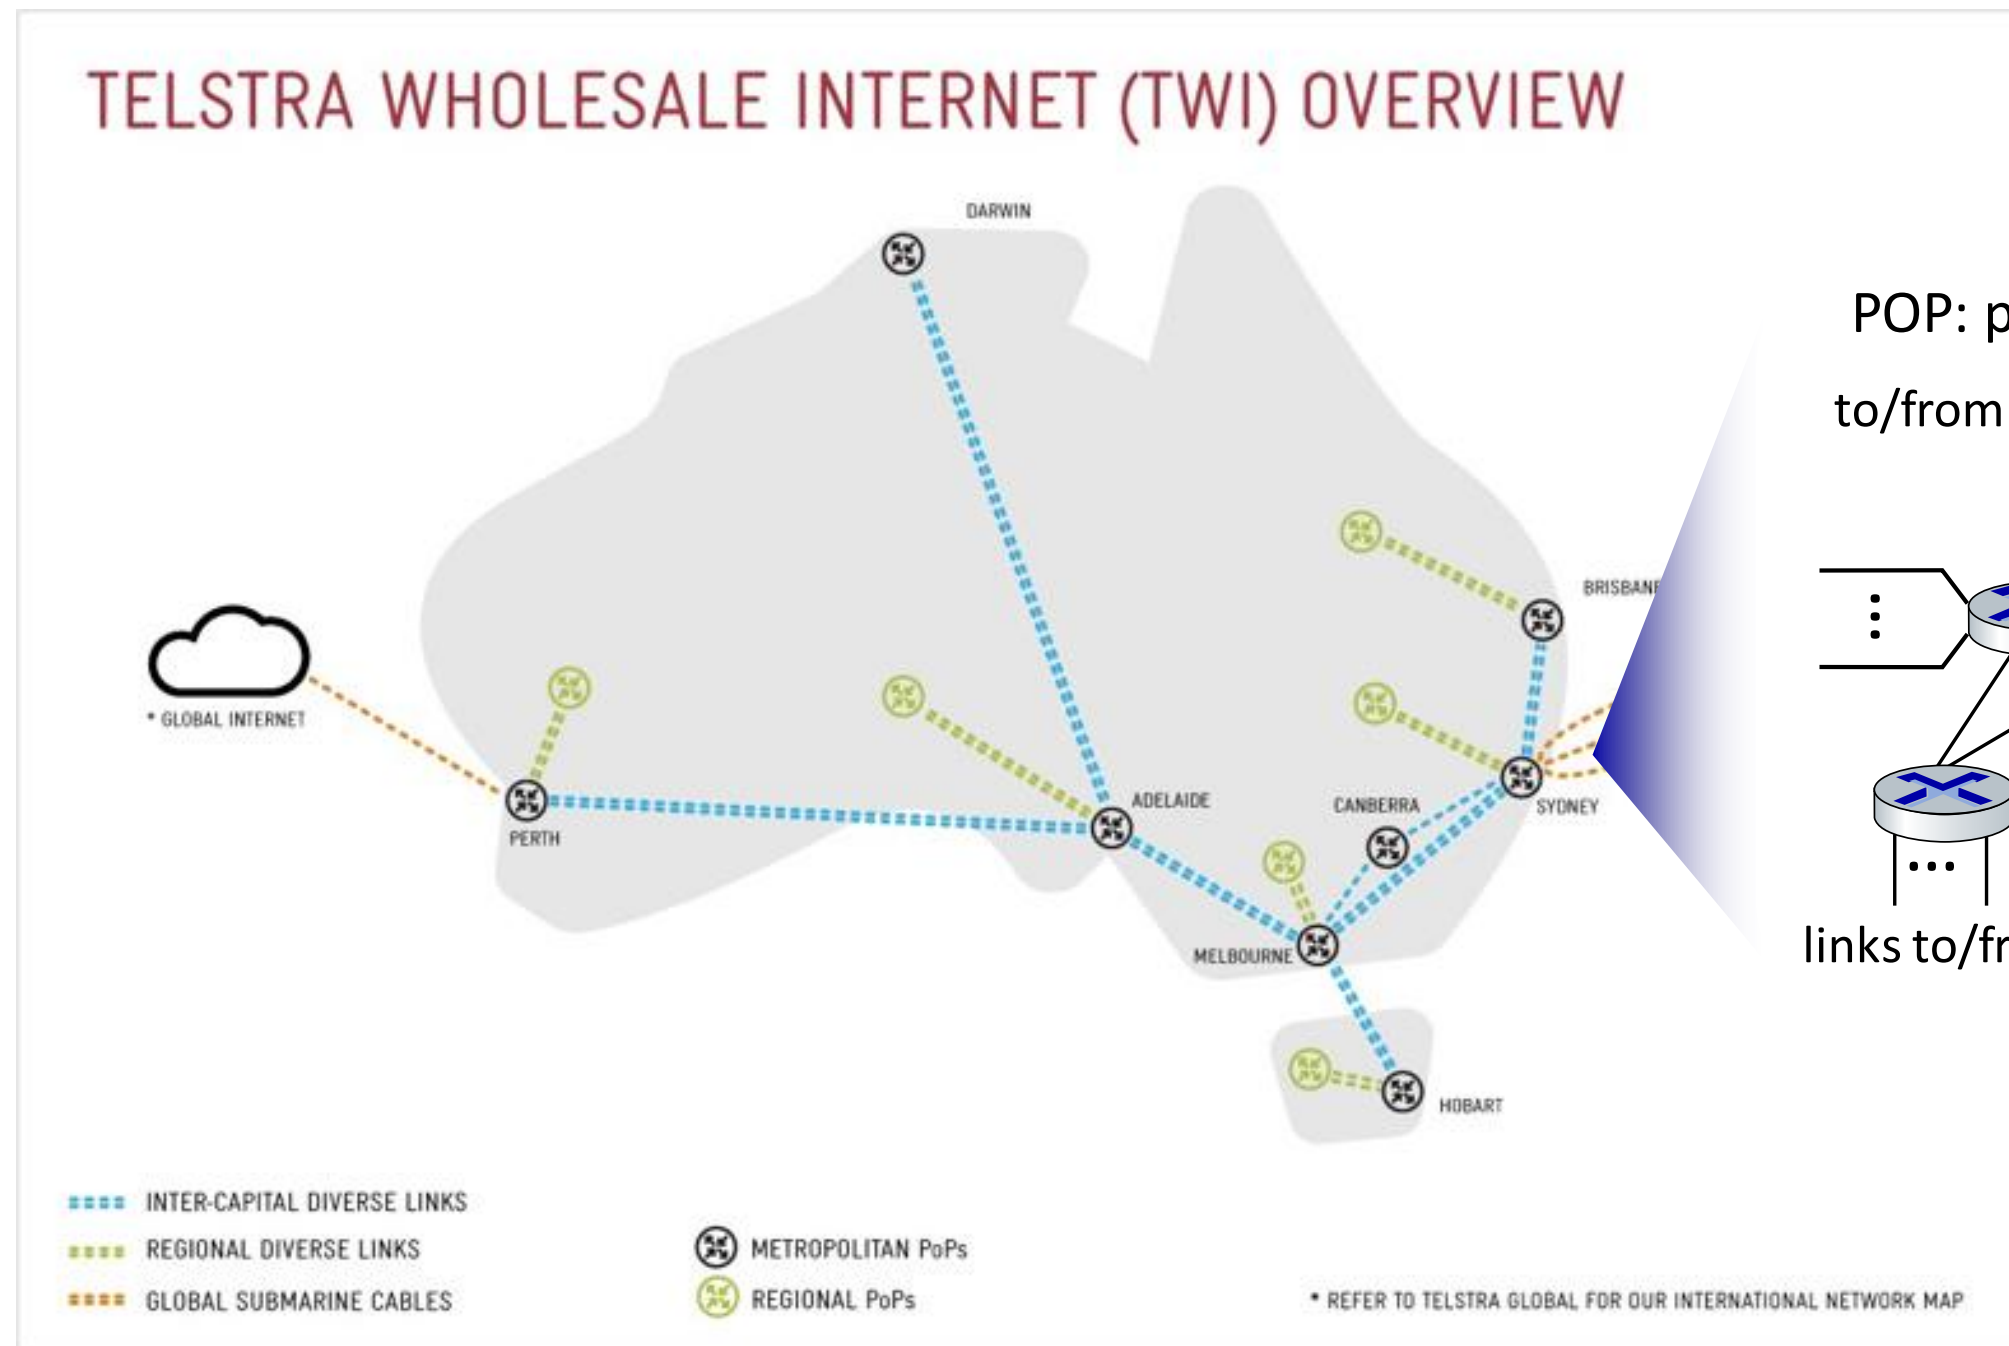 TELSTRA WHOLESALE INTERNET (TWI) OVERVIEW
DARWIN
POP: p
to/from
BRISBANE
* GLOBAL INTERNET
ADELAIDE
CANBERRA
SYDNEY
PERTH
MELBOURNE
links to/fr
HOBART
INTER-CAPITAL DIVERSE LINKS
REGIONAL DIVERSE LINKS
GLOBAL SUBMARINE CABLES
METROPOLITAN PoPs
REGIONAL PoPs
* REFER TO TELSTRA GLOBAL FOR OUR INTERNATIONAL NETWORK MAP